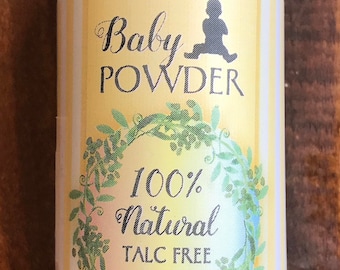 Baby
POWDER
100%
Natural
TALC FREE